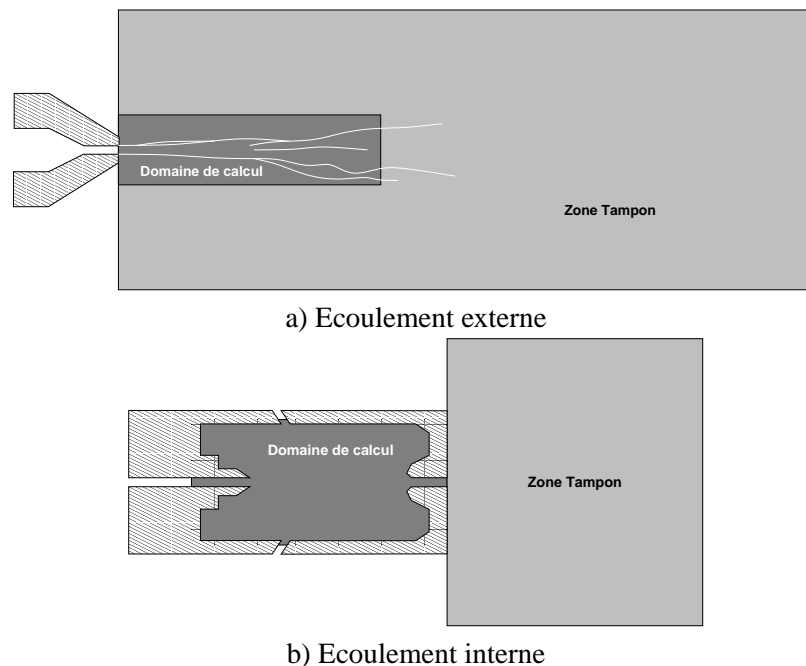 Domaine de calcul
Zone Tampon
a) Ecoulement externe
Domaine de calcul
Zone Tampon
b) Ecoulement interne